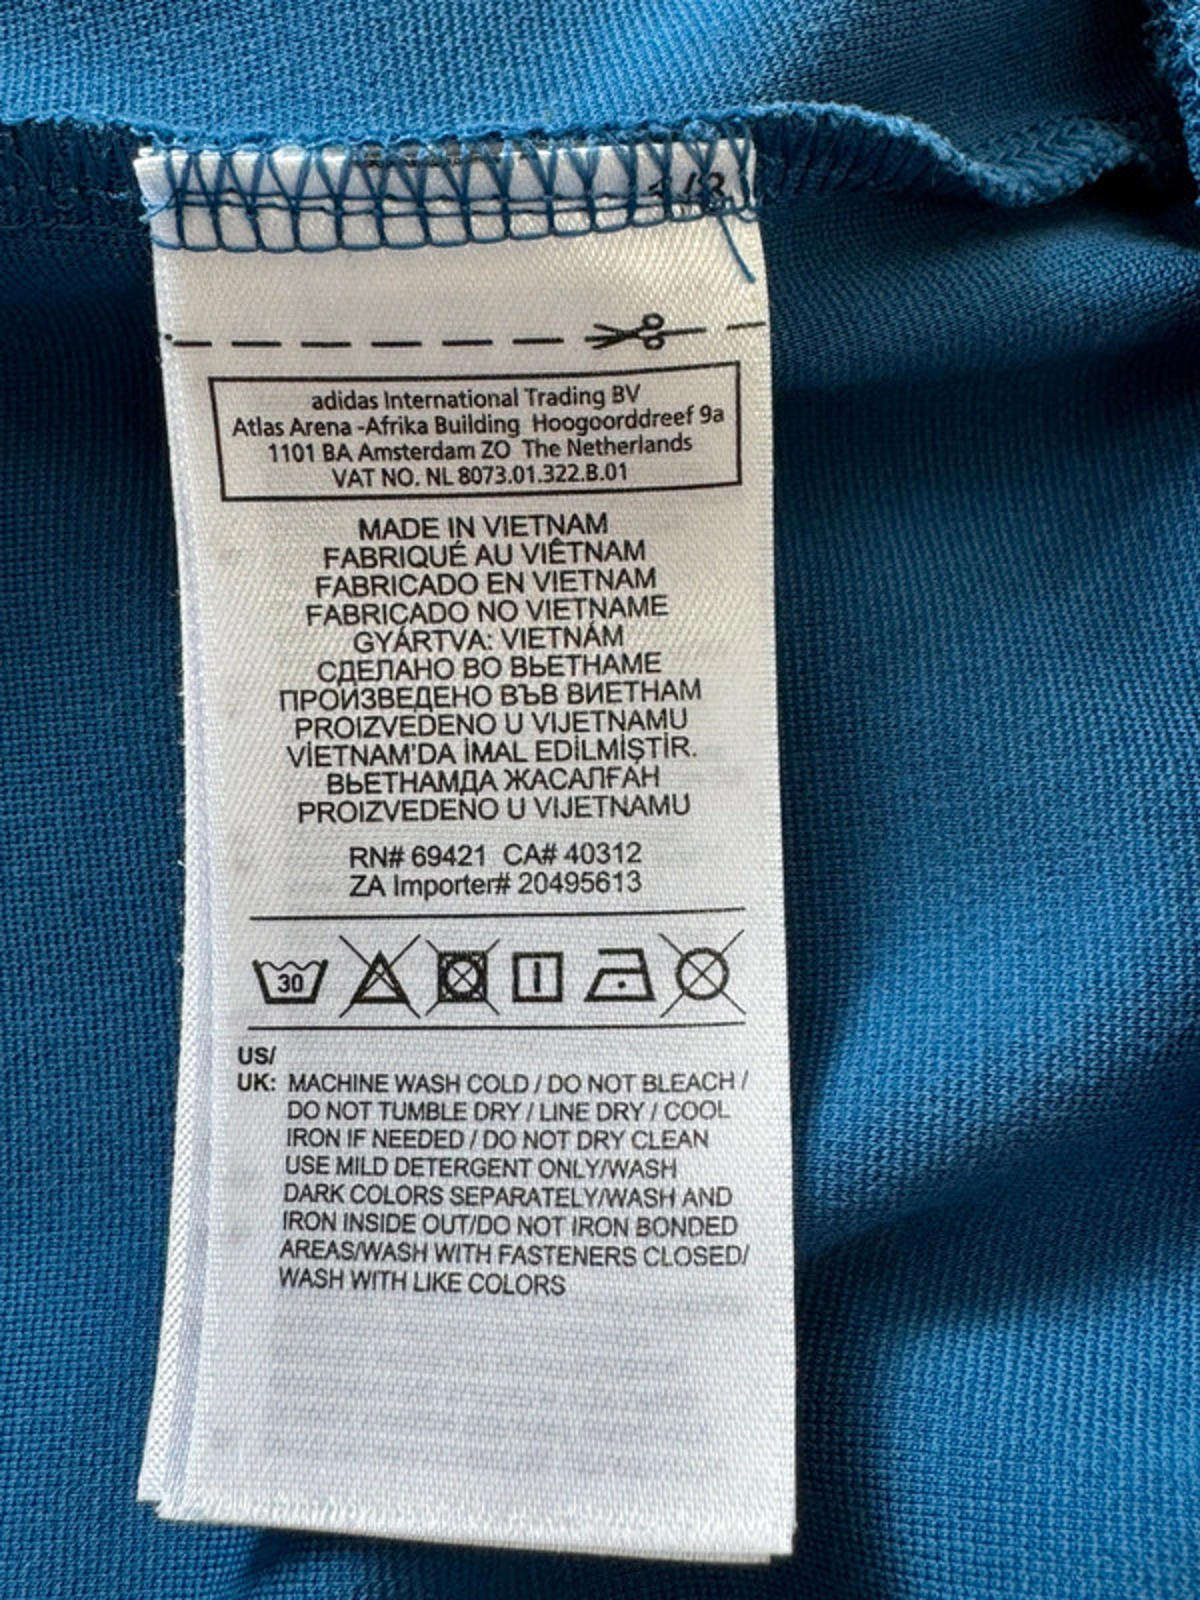 adidas International Trading BV
Atlas Arena -Afrika Building Hoogoorddreef 9a
1101 BA Amsterdam ZO The Netherlands
VAT NO. NL 8073.01.322.B.01
MADE IN VIETNAM
FABRIQUÉ AU VIÊTNAM
FABRICADO EN VIETNAM
FABRICADO NO VIETNAME
GYÁRTVA: VIETNÁM
СДЕЛАНО ВО ВЬЕТНАМЕ
ПРОИЗВЕДЕНО ВЪВ ВИЕТНАМ
PROIZVEDENO U VIJETNAMU
VİETNAM'DA İMAL EDİLMİŞTİR.
ВЬЕТНАМДА ЖАСАЛҒАН
PROIZVEDENO U VIJETNAMU
RN# 69421 CA# 40312
ZA Importer# 20495613
30
US/
UK: MACHINE WASH COLD / DO NOT BLEACH /
DO NOT TUMBLE DRY / LINE DRY / COOL
IRON IF NEEDED / DO NOT DRY CLEAN
USE MILD DETERGENT ONLY/WASH
DARK COLORS SEPARATELY/WASH AND
IRON INSIDE OUT/DO NOT IRON BONDED
AREAS/WASH WITH FASTENERS CLOSED/
WASH WITH LIKE COLORS